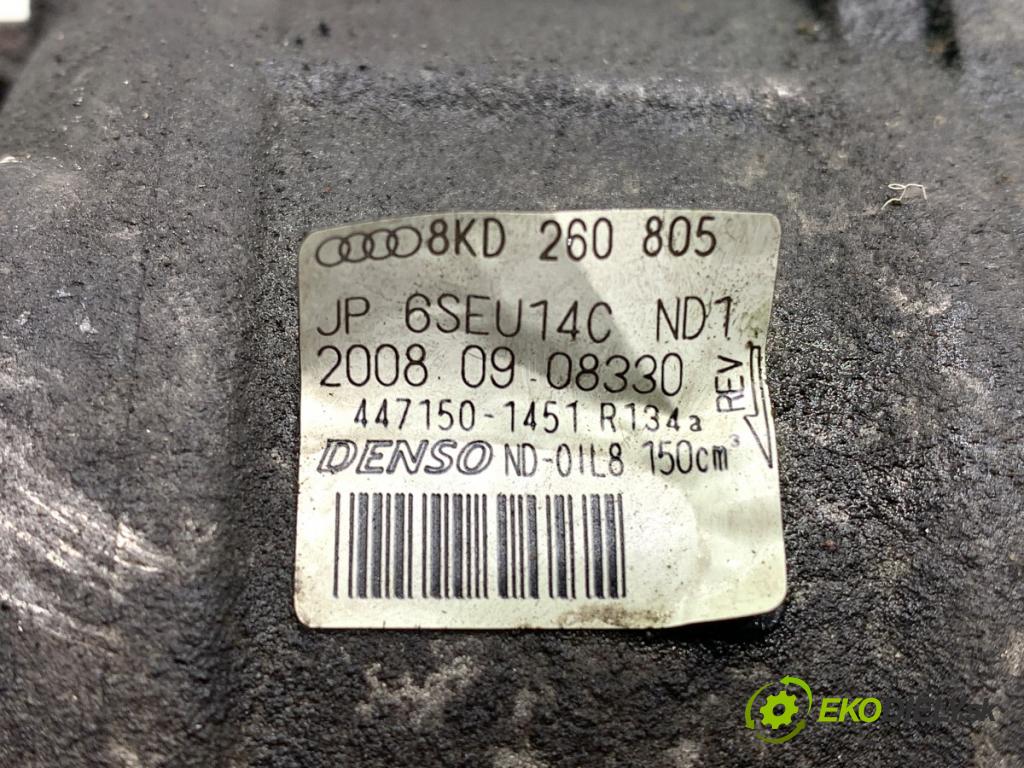 8KD 260 805
JP 6SEU14C ND1
2008 09 08330
447150-1451 R134a
REV
DENSO ND-OIL8 150cm³
EKO